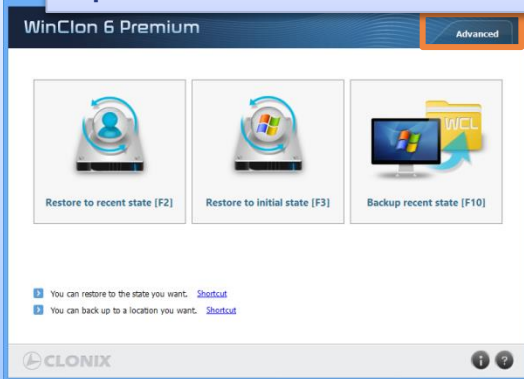 WinClon 6 Premium
Advanced
WCL
Restore to recent state [F2]
Restore to initial state [F3]
Backup recent state [F10]
You can restore to the state you want. Shortcut
You can back up to a location you want. Shortcut
CLONIX
i ?